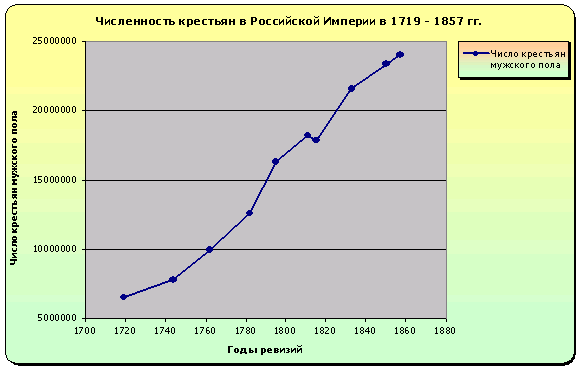 Численность крестьян в Российской Империи в 1719 - 1857 гг.
Число крестьян
мужского пола
Число крестьян мужского пола
25000000
20000000
15000000
10000000
5000000
1700 1720 1740 1760 1780 1800 1820 1840 1860 1880
Годы ревизий